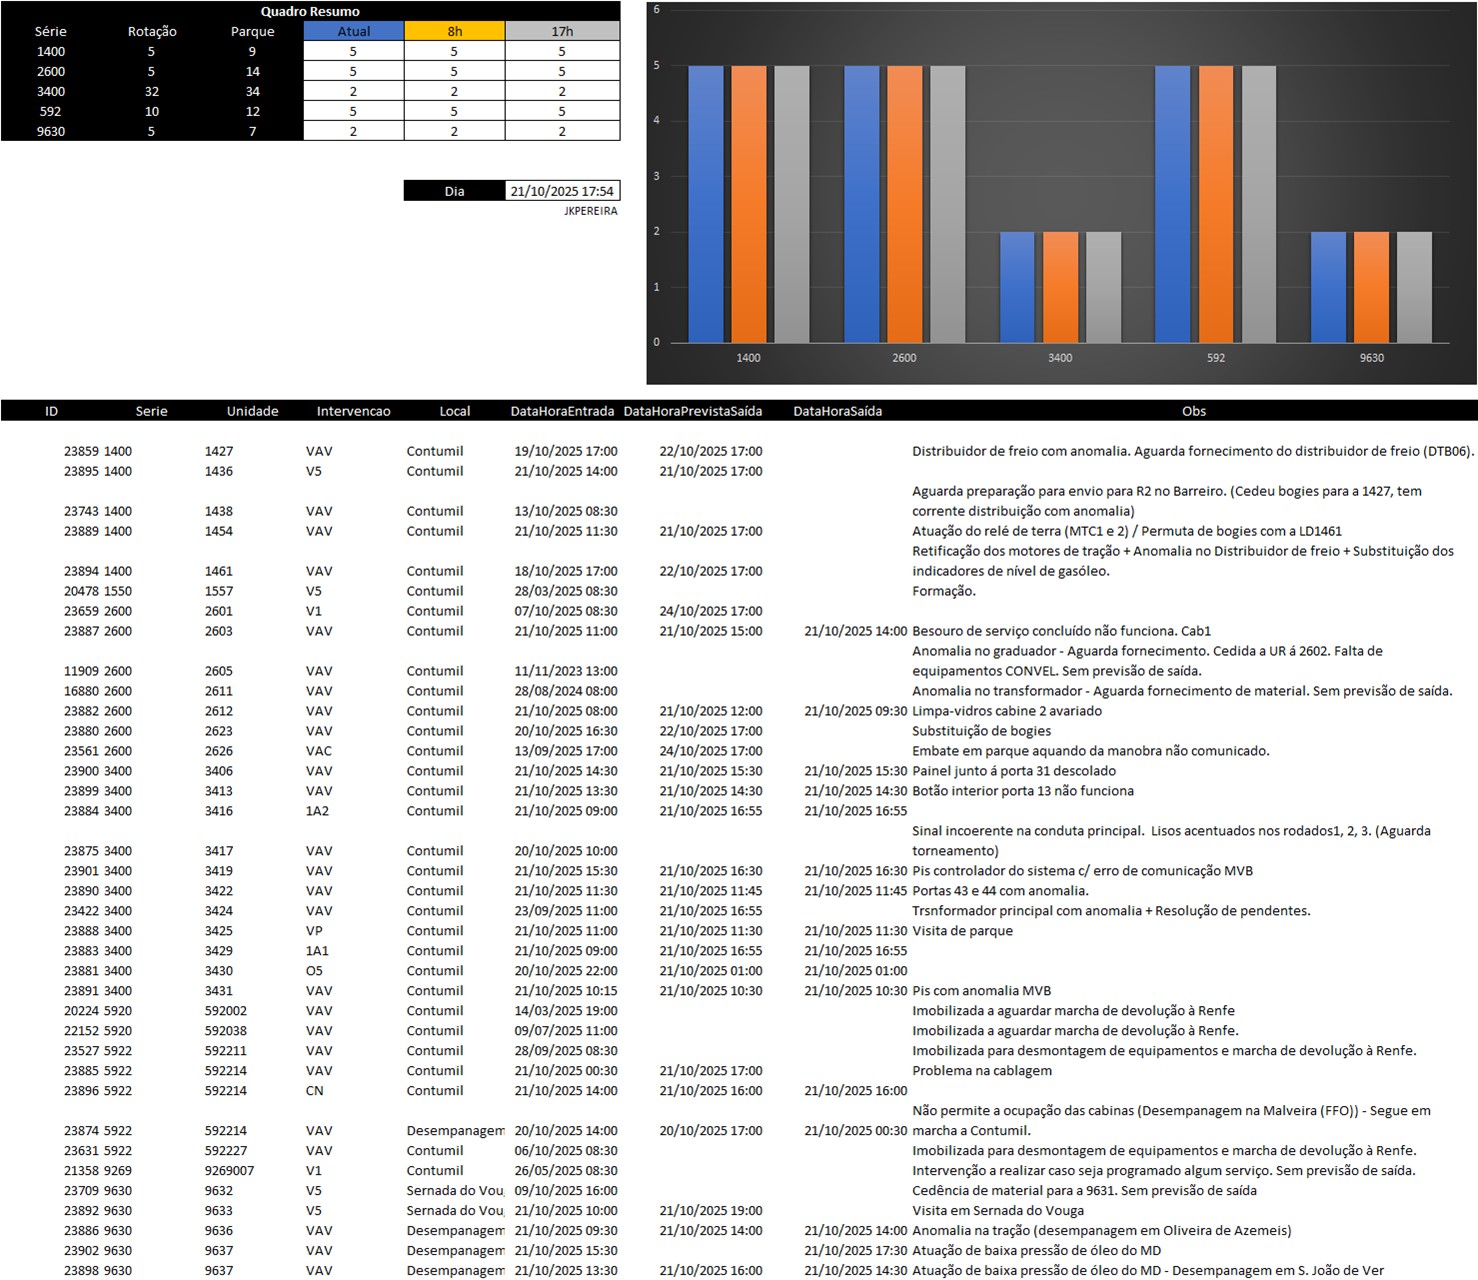 Quadro Resumo
Série Rotação Parque Atual 8h 17h
1400 5 9 5 5 5
2600 5 14 5 5 5
3400 32 34 2 2 2
592 10 12 5 5 5
9630 5 7 2 2 2
Dia 21/10/2025 17:54
JKPEREIRA
6
5
4
3
2
1
0
1400 2600 3400 592 9630
ID Serie Unidade Intervencao Local DataHoraEntrada DataHoraPrevistaSaída DataHoraSaída Obs
23859 1400 1427 VAV Contumil 19/10/2025 17:00 22/10/2025 17:00 Distribuidor de freio com anomalia. Aguarda fornecimento do distribuidor de freio (DTB06).
23895 1400 1436 V5 Contumil 21/10/2025 14:00 21/10/2025 17:00
Aguarda preparação para envio para R2 no Barreiro. (Cedeu bogies para a 1427, tem
23743 1400 1438 VAV Contumil 13/10/2025 08:30 corrente distribuição com anomalia)
23889 1400 1454 VAV Contumil 21/10/2025 11:30 21/10/2025 17:00 Atuação do relé de terra (MTC1 e 2) / Permuta de bogies com a LD1461
Retificação dos motores de tração + Anomalia no Distribuidor de freio + Substituição dos
23894 1400 1461 VAV Contumil 18/10/2025 17:00 22/10/2025 17:00 indicadores de nível de gasóleo.
20478 1550 1557 V5 Contumil 28/03/2025 08:30 Formação.
23659 2600 2601 V1 Contumil 07/10/2025 08:30 24/10/2025 17:00
23887 2600 2603 VAV Contumil 21/10/2025 11:00 21/10/2025 15:00 21/10/2025 14:00 Besouro de serviço concluído não funciona. Cab1
Anomalia no graduador - Aguarda fornecimento. Cedida a UR á 2602. Falta de
11909 2600 2605 VAV Contumil 11/11/2023 13:00 equipamentos CONVEL. Sem previsão de saída.
16880 2600 2611 VAV Contumil 28/08/2024 08:00 Anomalia no transformador - Aguarda fornecimento de material. Sem previsão de saída.
23882 2600 2612 VAV Contumil 21/10/2025 08:00 21/10/2025 12:00 21/10/2025 09:30 Limpa-vidros cabine 2 avariado
23880 2600 2623 VAV Contumil 20/10/2025 16:30 22/10/2025 17:00 Substituição de bogies
23561 2600 2626 VAC Contumil 13/09/2025 17:00 24/10/2025 17:00 Embate em parque aquando da manobra não comunicado.
23900 3400 3406 VAV Contumil 21/10/2025 14:30 21/10/2025 15:30 21/10/2025 15:30 Painel junto á porta 31 descolado
23899 3400 3413 VAV Contumil 21/10/2025 13:30 21/10/2025 14:30 21/10/2025 14:30 Botão interior porta 13 não funciona
23884 3400 3416 1A2 Contumil 21/10/2025 09:00 21/10/2025 16:55 21/10/2025 16:55
Sinal incoerente na conduta principal.  Lisos acentuados nos rodados1, 2, 3. (Aguarda
23875 3400 3417 VAV Contumil 20/10/2025 10:00 torneamento)
23901 3400 3419 VAV Contumil 21/10/2025 15:30 21/10/2025 16:30 21/10/2025 16:30 Pis controlador do sistema c/ erro de comunicação MVB
23890 3400 3422 VAV Contumil 21/10/2025 11:30 21/10/2025 11:45 21/10/2025 11:45 Portas 43 e 44 com anomalia.
23422 3400 3424 VAV Contumil 23/09/2025 11:00 21/10/2025 16:55 Trsnformador principal com anomalia + Resolução de pendentes.
23888 3400 3425 VP Contumil 21/10/2025 11:00 21/10/2025 11:30 21/10/2025 11:30 Visita de parque
23883 3400 3429 1A1 Contumil 21/10/2025 09:00 21/10/2025 16:55 21/10/2025 16:55
23881 3400 3430 O5 Contumil 20/10/2025 22:00 21/10/2025 01:00 21/10/2025 01:00
23891 3400 3431 VAV Contumil 21/10/2025 10:15 21/10/2025 10:30 21/10/2025 10:30 Pis com anomalia MVB
20224 5920 592002 VAV Contumil 14/03/2025 19:00 Imobilizada a aguardar marcha de devolução à Renfe
22152 5920 592038 VAV Contumil 09/07/2025 11:00 Imobilizada a aguardar marcha de devolução à Renfe.
23527 5922 592211 VAV Contumil 28/09/2025 08:30 Imobilizada para desmontagem de equipamentos e marcha de devolução à Renfe.
23885 5922 592214 VAV Contumil 21/10/2025 00:30 21/10/2025 17:00 Problema na cablagem
23896 5922 592214 CN Contumil 21/10/2025 14:00 21/10/2025 16:00 21/10/2025 16:00
Não permite a ocupação das cabinas (Desempanagem na Malveira (FFO)) - Segue em
23874 5922 592214 VAV Desempanagem 20/10/2025 14:00 20/10/2025 17:00 21/10/2025 00:30 marcha a Contumil.
23631 5922 592227 VAV Contumil 06/10/2025 08:30 Imobilizada para desmontagem de equipamentos e marcha de devolução à Renfe.
21358 9269 9269007 V1 Contumil 26/05/2025 08:30 Intervenção a realizar caso seja programado algum serviço. Sem previsão de saída.
23709 9630 9632 V5 Sernada do Vou 09/10/2025 16:00 Cedência de material para a 9631. Sem previsão de saída
23892 9630 9633 V5 Sernada do Vou 21/10/2025 10:00 21/10/2025 19:00 Visita em Sernada do Vouga
23886 9630 9636 VAV Desempanagem 21/10/2025 09:30 21/10/2025 14:00 21/10/2025 14:00 Anomalia na tração (desempanagem em Oliveira de Azemeis)
23902 9630 9637 VAV Desempanagem 21/10/2025 15:30 21/10/2025 17:30 Atuação de baixa pressão de óleo do MD
23898 9630 9637 VAV Desempanagem 21/10/2025 13:30 21/10/2025 16:00 21/10/2025 14:30 Atuação de baixa pressão de óleo do MD - Desempanagem em S. João de Ver